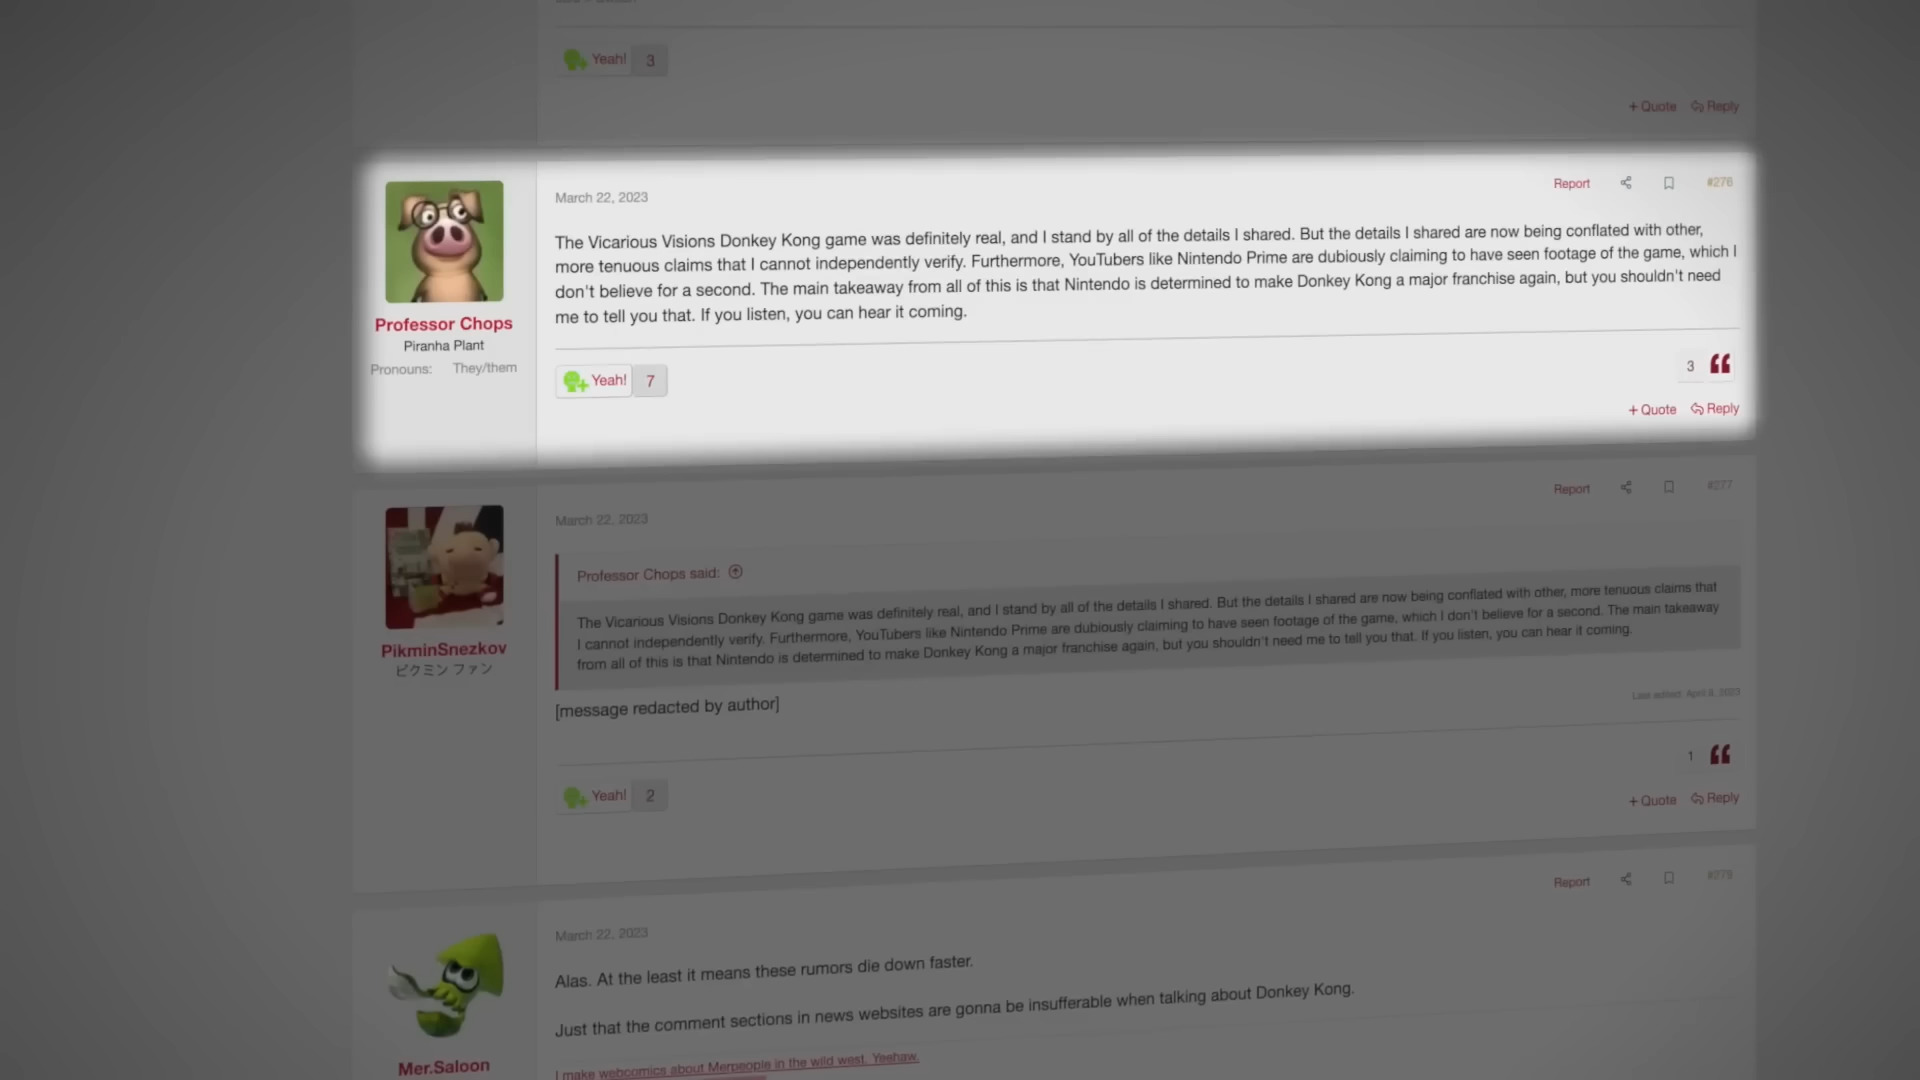 Yeah! 3
+ Quote Reply
Report #276
March 22, 2023
The Vicarious Visions Donkey Kong game was definitely real, and I stand by all of the details I shared. But the details I shared are now being conflated with other,
more tenuous claims that I cannot independently verify. Furthermore, YouTubers like Nintendo Prime are dubiously claiming to have seen footage of the game, which I
don't believe for a second. The main takeaway from all of this is that Nintendo is determined to make Donkey Kong a major franchise again, but you shouldn't need
me to tell you that. If you listen, you can hear it coming.
Professor Chops
Piranha Plant
Pronouns: They/them
Yeah! 7
3
+ Quote Reply
Report #277
March 22, 2023
Professor Chops said:
The Vicarious Visions Donkey Kong game was definitely real, and I stand by all of the details I shared. But the details I shared are now being conflated with other, more tenuous claims that
I cannot independently verify. Furthermore, YouTubers like Nintendo Prime are dubiously claiming to have seen footage of the game, which I don't believe for a second. The main takeaway
from all of this is that Nintendo is determined to make Donkey Kong a major franchise again, but you shouldn't need me to tell you that. If you listen, you can hear it coming.
PikminSnezkov
ピクミン ファン
[message redacted by author]
Last edited: April 8, 2023
Yeah! 2
1
+ Quote Reply
Report #278
March 22, 2023
Alas. At the least it means these rumors die down faster.
Just that the comment sections in news websites are gonna be insufferable when talking about Donkey Kong.
Mer.Saloon
I make webcomics about Merpeople in the wild west. Yeehaw.